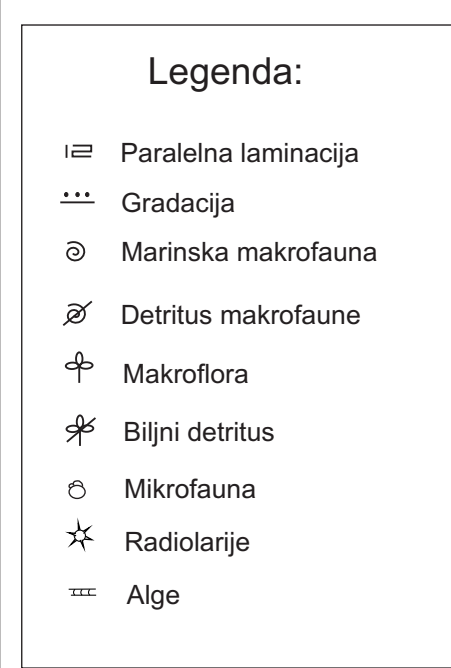 Legenda:
Paralelna laminacija
Gradacija
Marinska makrofauna
Detritus makrofaune
Makroflora
Biljni detritus
Mikrofauna
Radiolarije
Alge